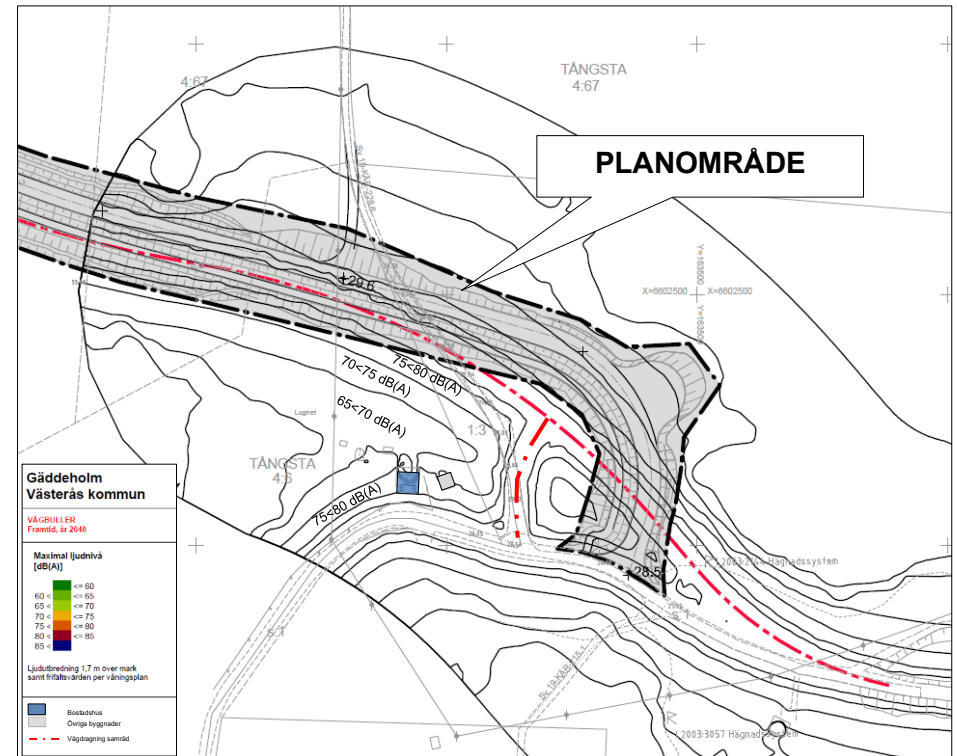 4:67
TÅNGSTA
4:67
PLANOMRÅDE
29.6
Y=163500
X=6602500
X=6602500
75<80 dB(A)
70<75 dB(A)
65<70 dB(A)
Lugnet
1:3
TÅNGSTA
4:6
75<80 dB(A)
28.5
s:1
2003:3057 Hägnadssystem
Gäddeholm
Västerås kommun
VÄGBULLER
Framtid, år 2040
Maximal ljudnivå
[dB(A)]
<= 60
60 < <= 65
65 < <= 70
70 < <= 75
75 < <= 80
80 < <= 85
85 <
Ljudutbredning 1,7 m över mark
samt frifältsvärden per våningsplan
Bostadshus
Övriga byggnader
Vägdragning samråd